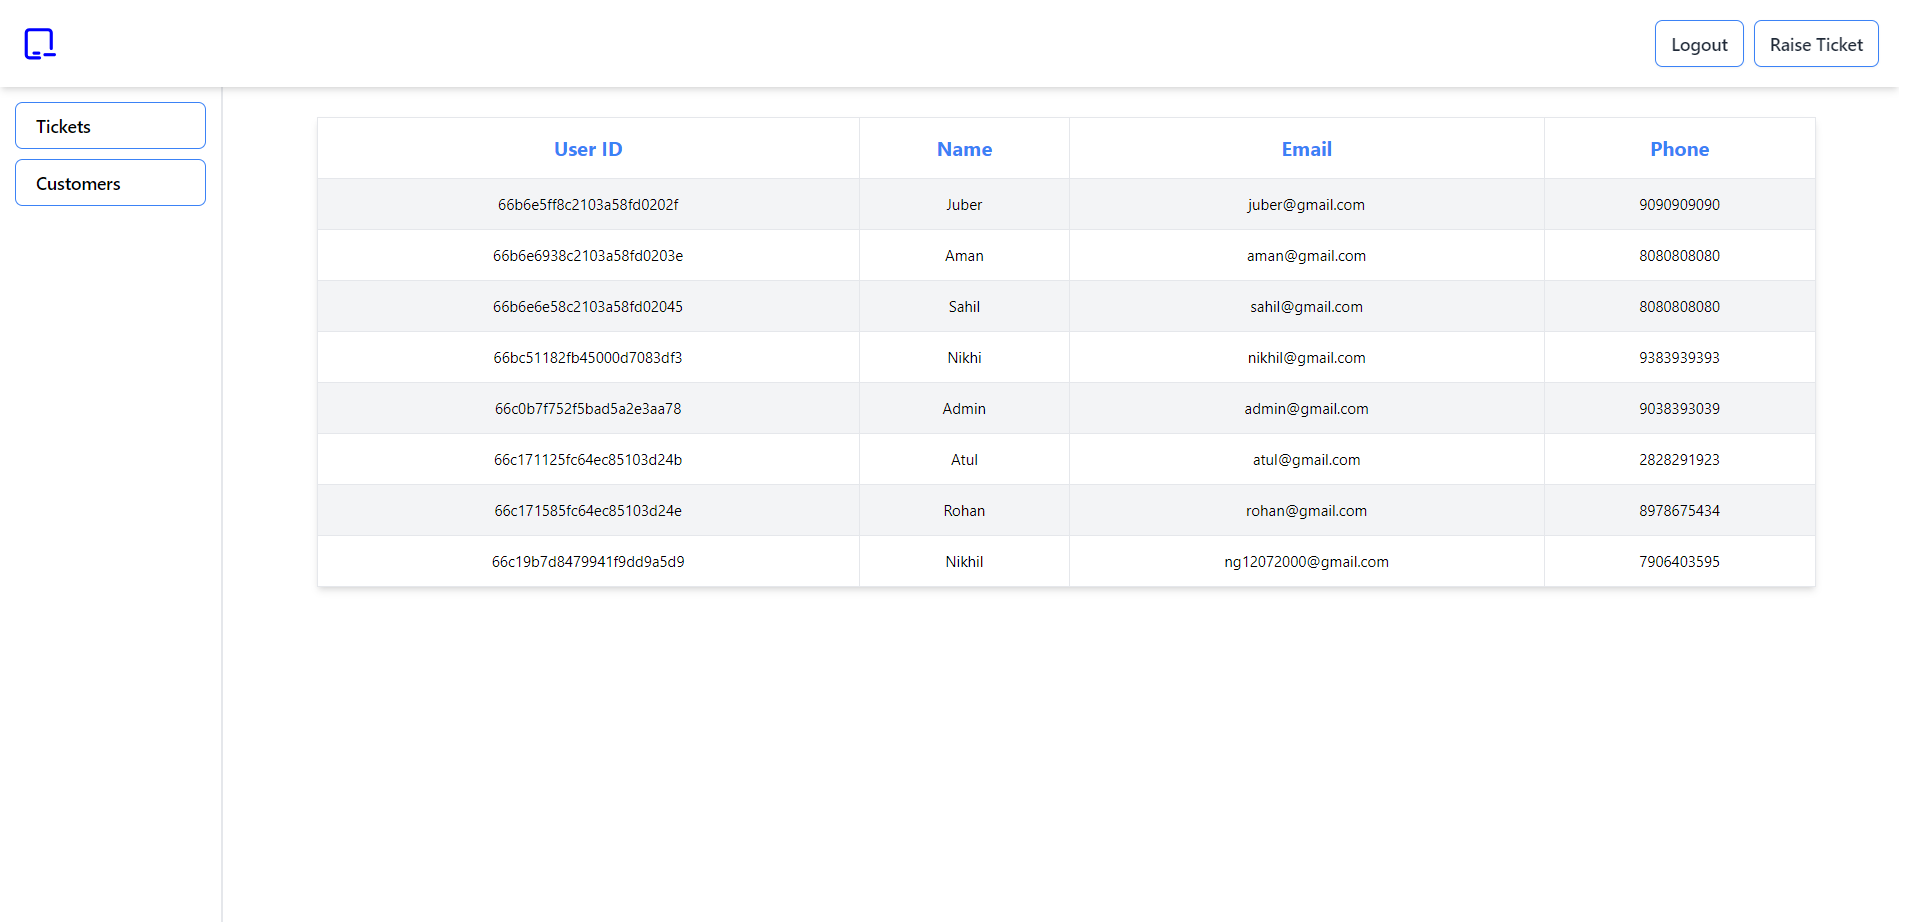 Logout Raise Ticket
Tickets
Customers
User ID Name Email Phone
66b6e5ff8c2103a58fd0202f Juber juber@gmail.com 9090909090
66b6e6938c2103a58fd0203e Aman aman@gmail.com 8080808080
66b6e6e58c2103a58fd02045 Sahil sahil@gmail.com 8080808080
66bc51182fb45000d7083df3 Nikhi nikhil@gmail.com 9383939393
66c0b7f752f5bad5a2e3aa78 Admin admin@gmail.com 9038393039
66c171125fc64ec85103d24b Atul atul@gmail.com 2828291923
66c171585fc64ec85103d24e Rohan rohan@gmail.com 8978675434
66c19b7d8479941f9dd9a5d9 Nikhil ng12072000@gmail.com 7906403595